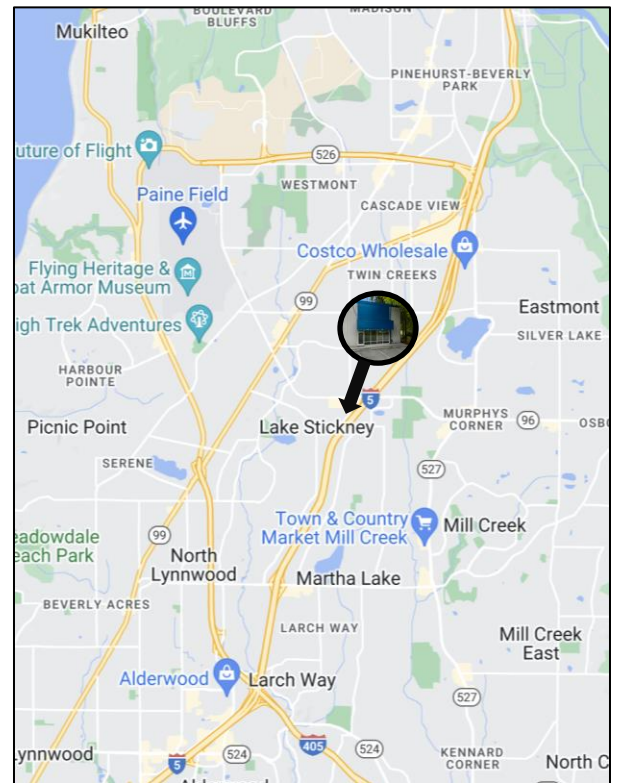 BOULEVARD
BLUFFS
MADISON
Mukilteo
PINEHURST-BEVERLY
PARK
uture of Flight
526
WESTMONT
Paine Field
CASCADE VIEW
Costco Wholesale
TWIN CREEKS
Flying Heritage &
bat Armor Museum
99
Eastmont
igh Trek Adventures
SILVER LAKE
HARBOUR
POINTE
5
MURPHYS
CORNER
96
OSBO
Picnic Point
Lake Stickney
SERENE
527
Town & Country
Market Mill Creek
Mill Creek
eadowdale
each Park
99
North
Lynnwood
Martha Lake
BEVERLY ACRES
LARCH WAY
Mill Creek
East
Alderwood
Larch Way
527
405
ynnwood
5
524
524
KENNARD
CORNER
North C